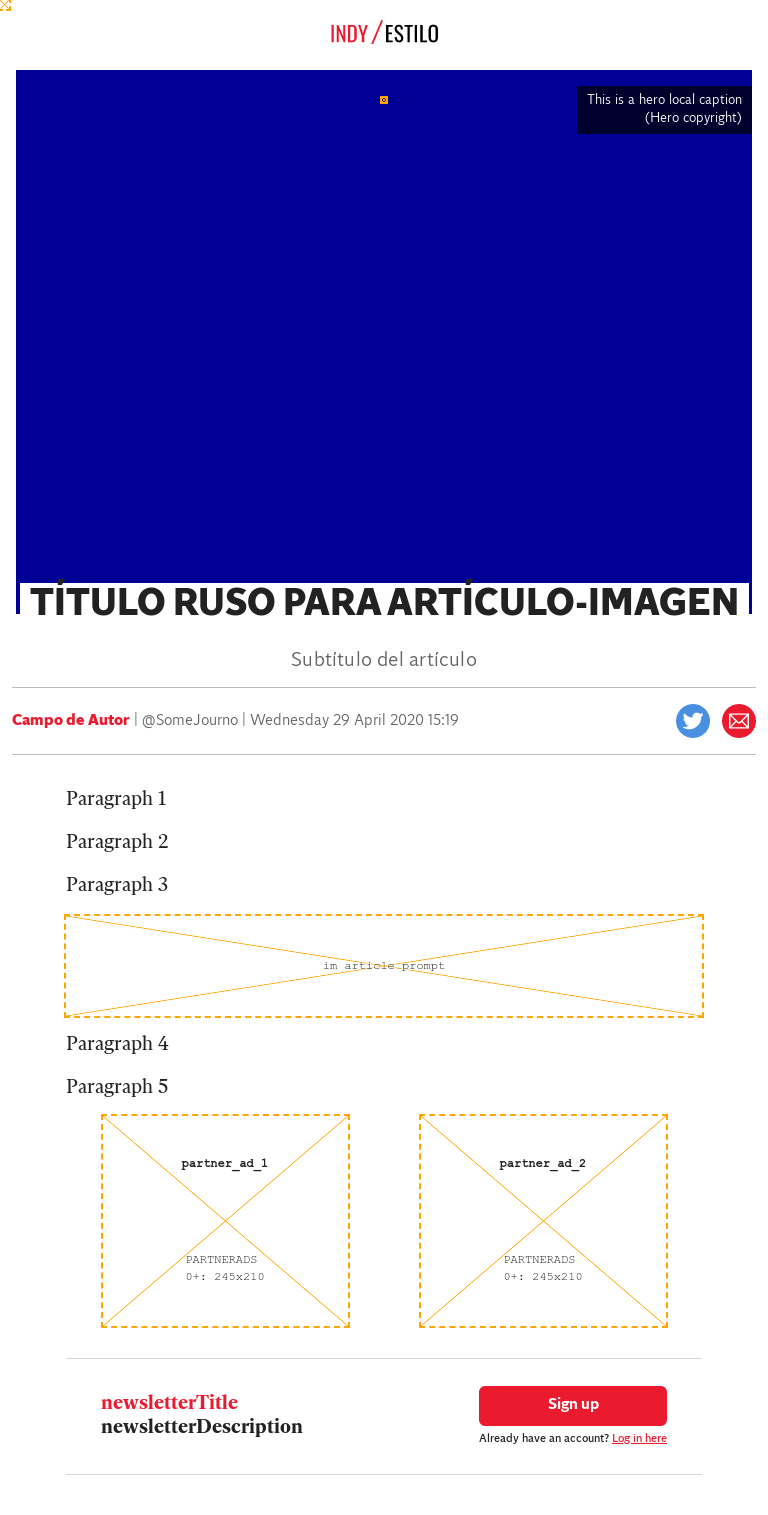 INDY / ESTILO
This is a hero local caption
(Hero copyright)
TÍTULO RUSO PARA ARTÍCULO-IMAGEN
Subtítulo del artículo
Campo de Autor | @SomeJourno | Wednesday 29 April 2020 15:19
Paragraph 1
Paragraph 2
Paragraph 3
im article prompt
Paragraph 4
Paragraph 5
partner_ad_1
PARTNERADS
0+: 245x210
partner_ad_2
PARTNERADS
0+: 245x210
newsletterTitle
newsletterDescription
Sign up
Already have an account? Log in here